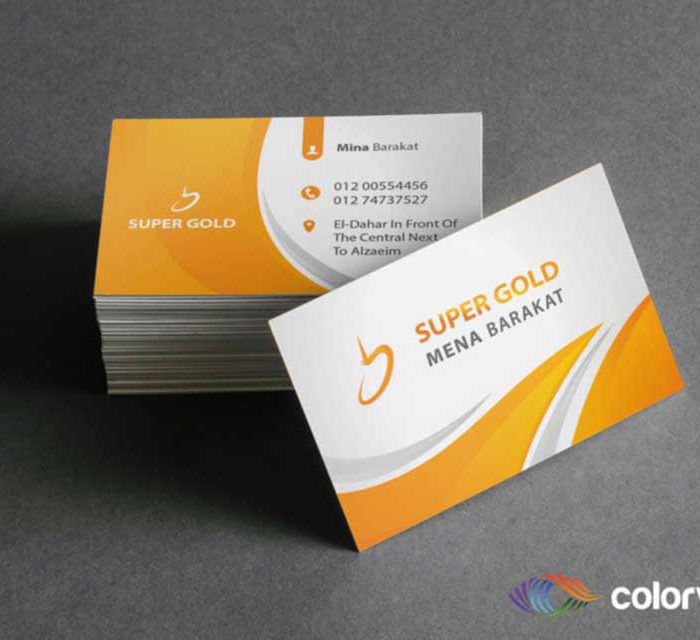 SUPER GOLD
Mina Barakat
012 00554456
012 74737527
El-Dahar In Front Of
The Central Next
To Alzaeim
SUPER GOLD
MENA BARAKAT